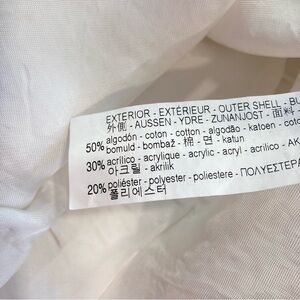 EXTERIOR - EXTÉRIEUR - OUTER SHELL -
外側 - AUSSEN - YDRE - ZUNANJOST - 面料 -
50% algodón - coton - cotton - algodão - katoen -
bomuld - bombaž - 棉 - 면 - katun
30% acrílico - acrylique - acrylic - acryl - acrilico -
아크릴 - akrilik
20% poliéster - polyester - poliestere - ΠΟΛΥΕΣΤΕΡΑ
폴리에스터